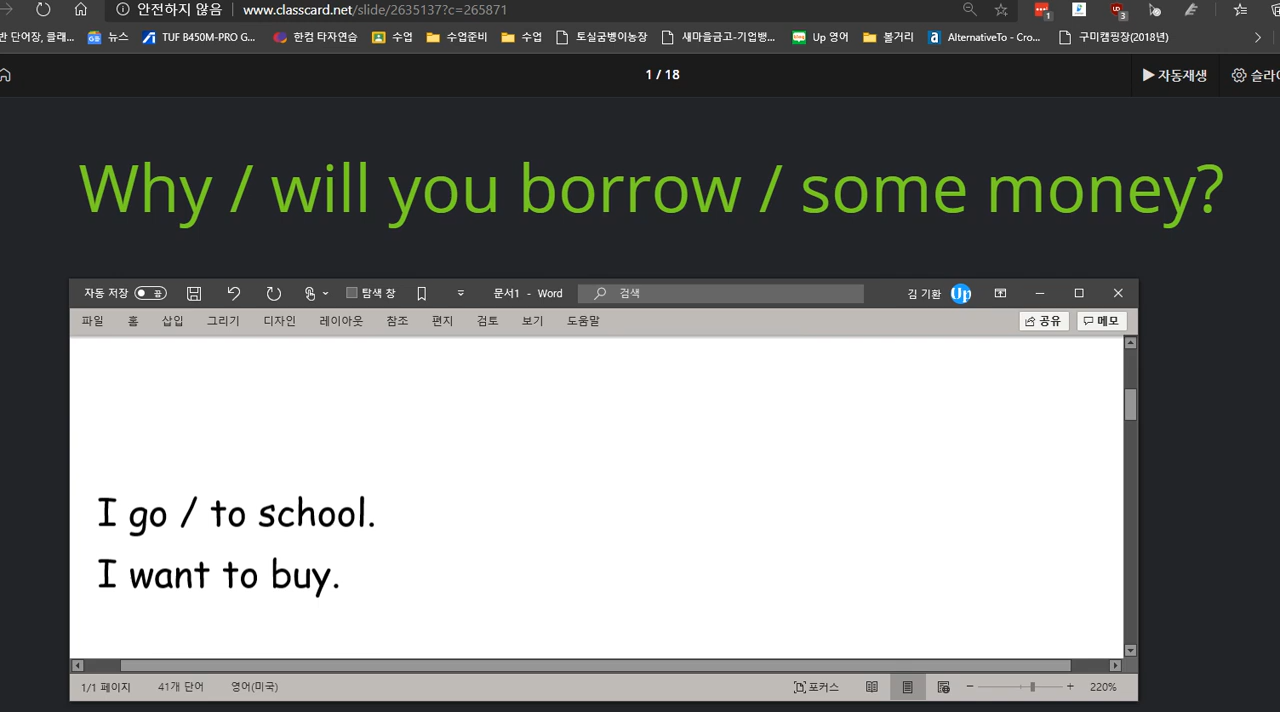 안전하지 않음 www.classcard.net/slide/2635137?c=265871
반 단어장, 클래... 뉴스 TUF B450M-PRO G... 한컴 타자연습 수업 수업준비 수업 토실굼벵이농장 새마을금고-기업뱅... Up 영어 볼거리 AlternativeTo - Cro... 구미캠핑장(2018년)
1 / 18 자동재생 슬라
Why / will you borrow / some money?
자동 저장 끔 탐색 창 문서1 - Word 검색 김 기환 Up
파일 홈 삽입 그리기 디자인 레이아웃 참조 편지 검토 보기 도움말 공유 메모
I go / to school.
I want to buy.
1/1 페이지 41개 단어 영어(미국) 포커스 220%